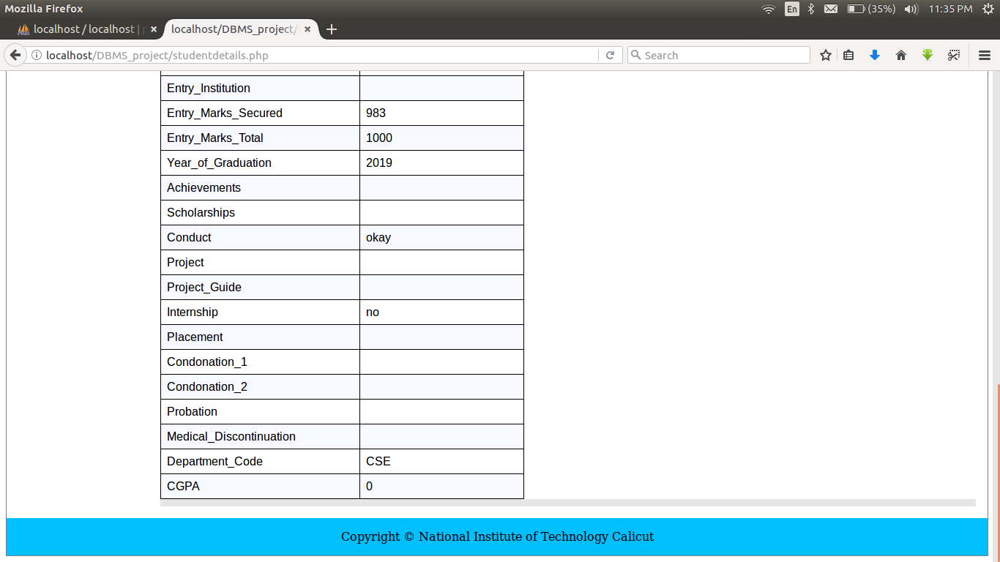 Mozilla Firefox
En
(35%)
11:35 PM
localhost / localhost |
localhost/DBMS_project/
localhost/DBMS_project/studentdetails.php
Search
Entry_Institution
Entry_Marks_Secured 983
Entry_Marks_Total 1000
Year_of_Graduation 2019
Achievements
Scholarships
Conduct okay
Project
Project_Guide
Internship no
Placement
Condonation_1
Condonation_2
Probation
Medical_Discontinuation
Department_Code CSE
CGPA 0
Copyright © National Institute of Technology Calicut